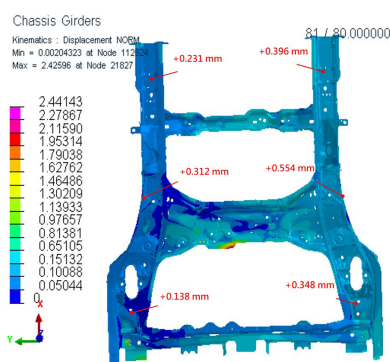 Chassis Girders
81 / 80.000000
Kinematics : Displacement NORM
Min = 0.00204323 at Node 112924
Max = 2.42596 at Node 21827
+0.231 mm
+0.396 mm
2.44143
2.27867
2.11590
1.95314
1.79038
1.62762
1.46486
1.30209
1.13933
0.97657
0.81381
0.65105
0.15132
0.10088
0.05044
0
+0.312 mm
+0.554 mm
+0.138 mm
+0.348 mm
X
Y
Z